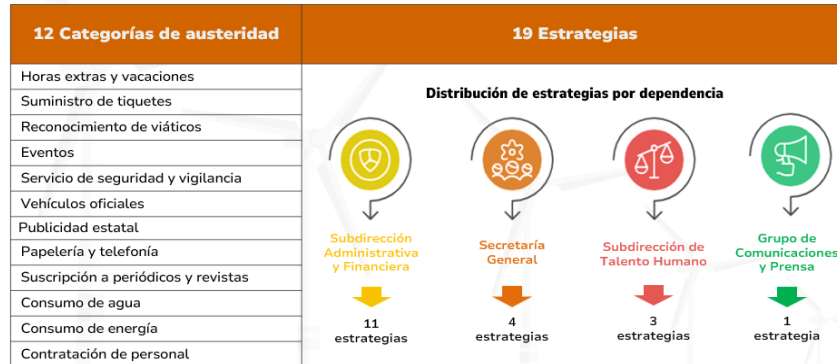 12 Categorías de austeridad
19 Estrategias
Horas extras y vacaciones
Suministro de tiquetes
Reconocimiento de viáticos
Eventos
Servicio de seguridad y vigilancia
Vehículos oficiales
Publicidad estatal
Papelería y telefonía
Suscripción a periódicos y revistas
Consumo de agua
Consumo de energía
Contratación de personal
Distribución de estrategias por dependencia
Subdirección
Administrativa
y Financiera
11
estrategias
Secretaría
General
4
estrategias
Subdirección de
Talento Humano
3
estrategias
Grupo de
Comunicaciones
y Prensa
1
estrategia